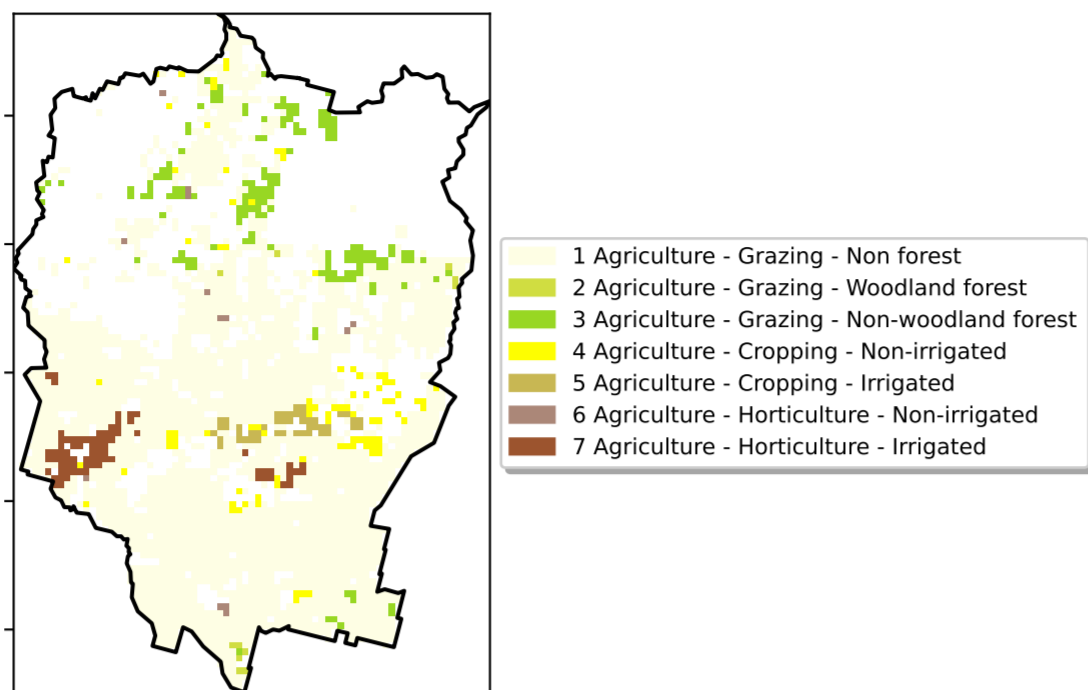 1 Agriculture - Grazing - Non forest
2 Agriculture - Grazing - Woodland forest
3 Agriculture - Grazing - Non-woodland forest
4 Agriculture - Cropping - Non-irrigated
5 Agriculture - Cropping - Irrigated
6 Agriculture - Horticulture - Non-irrigated
7 Agriculture - Horticulture - Irrigated